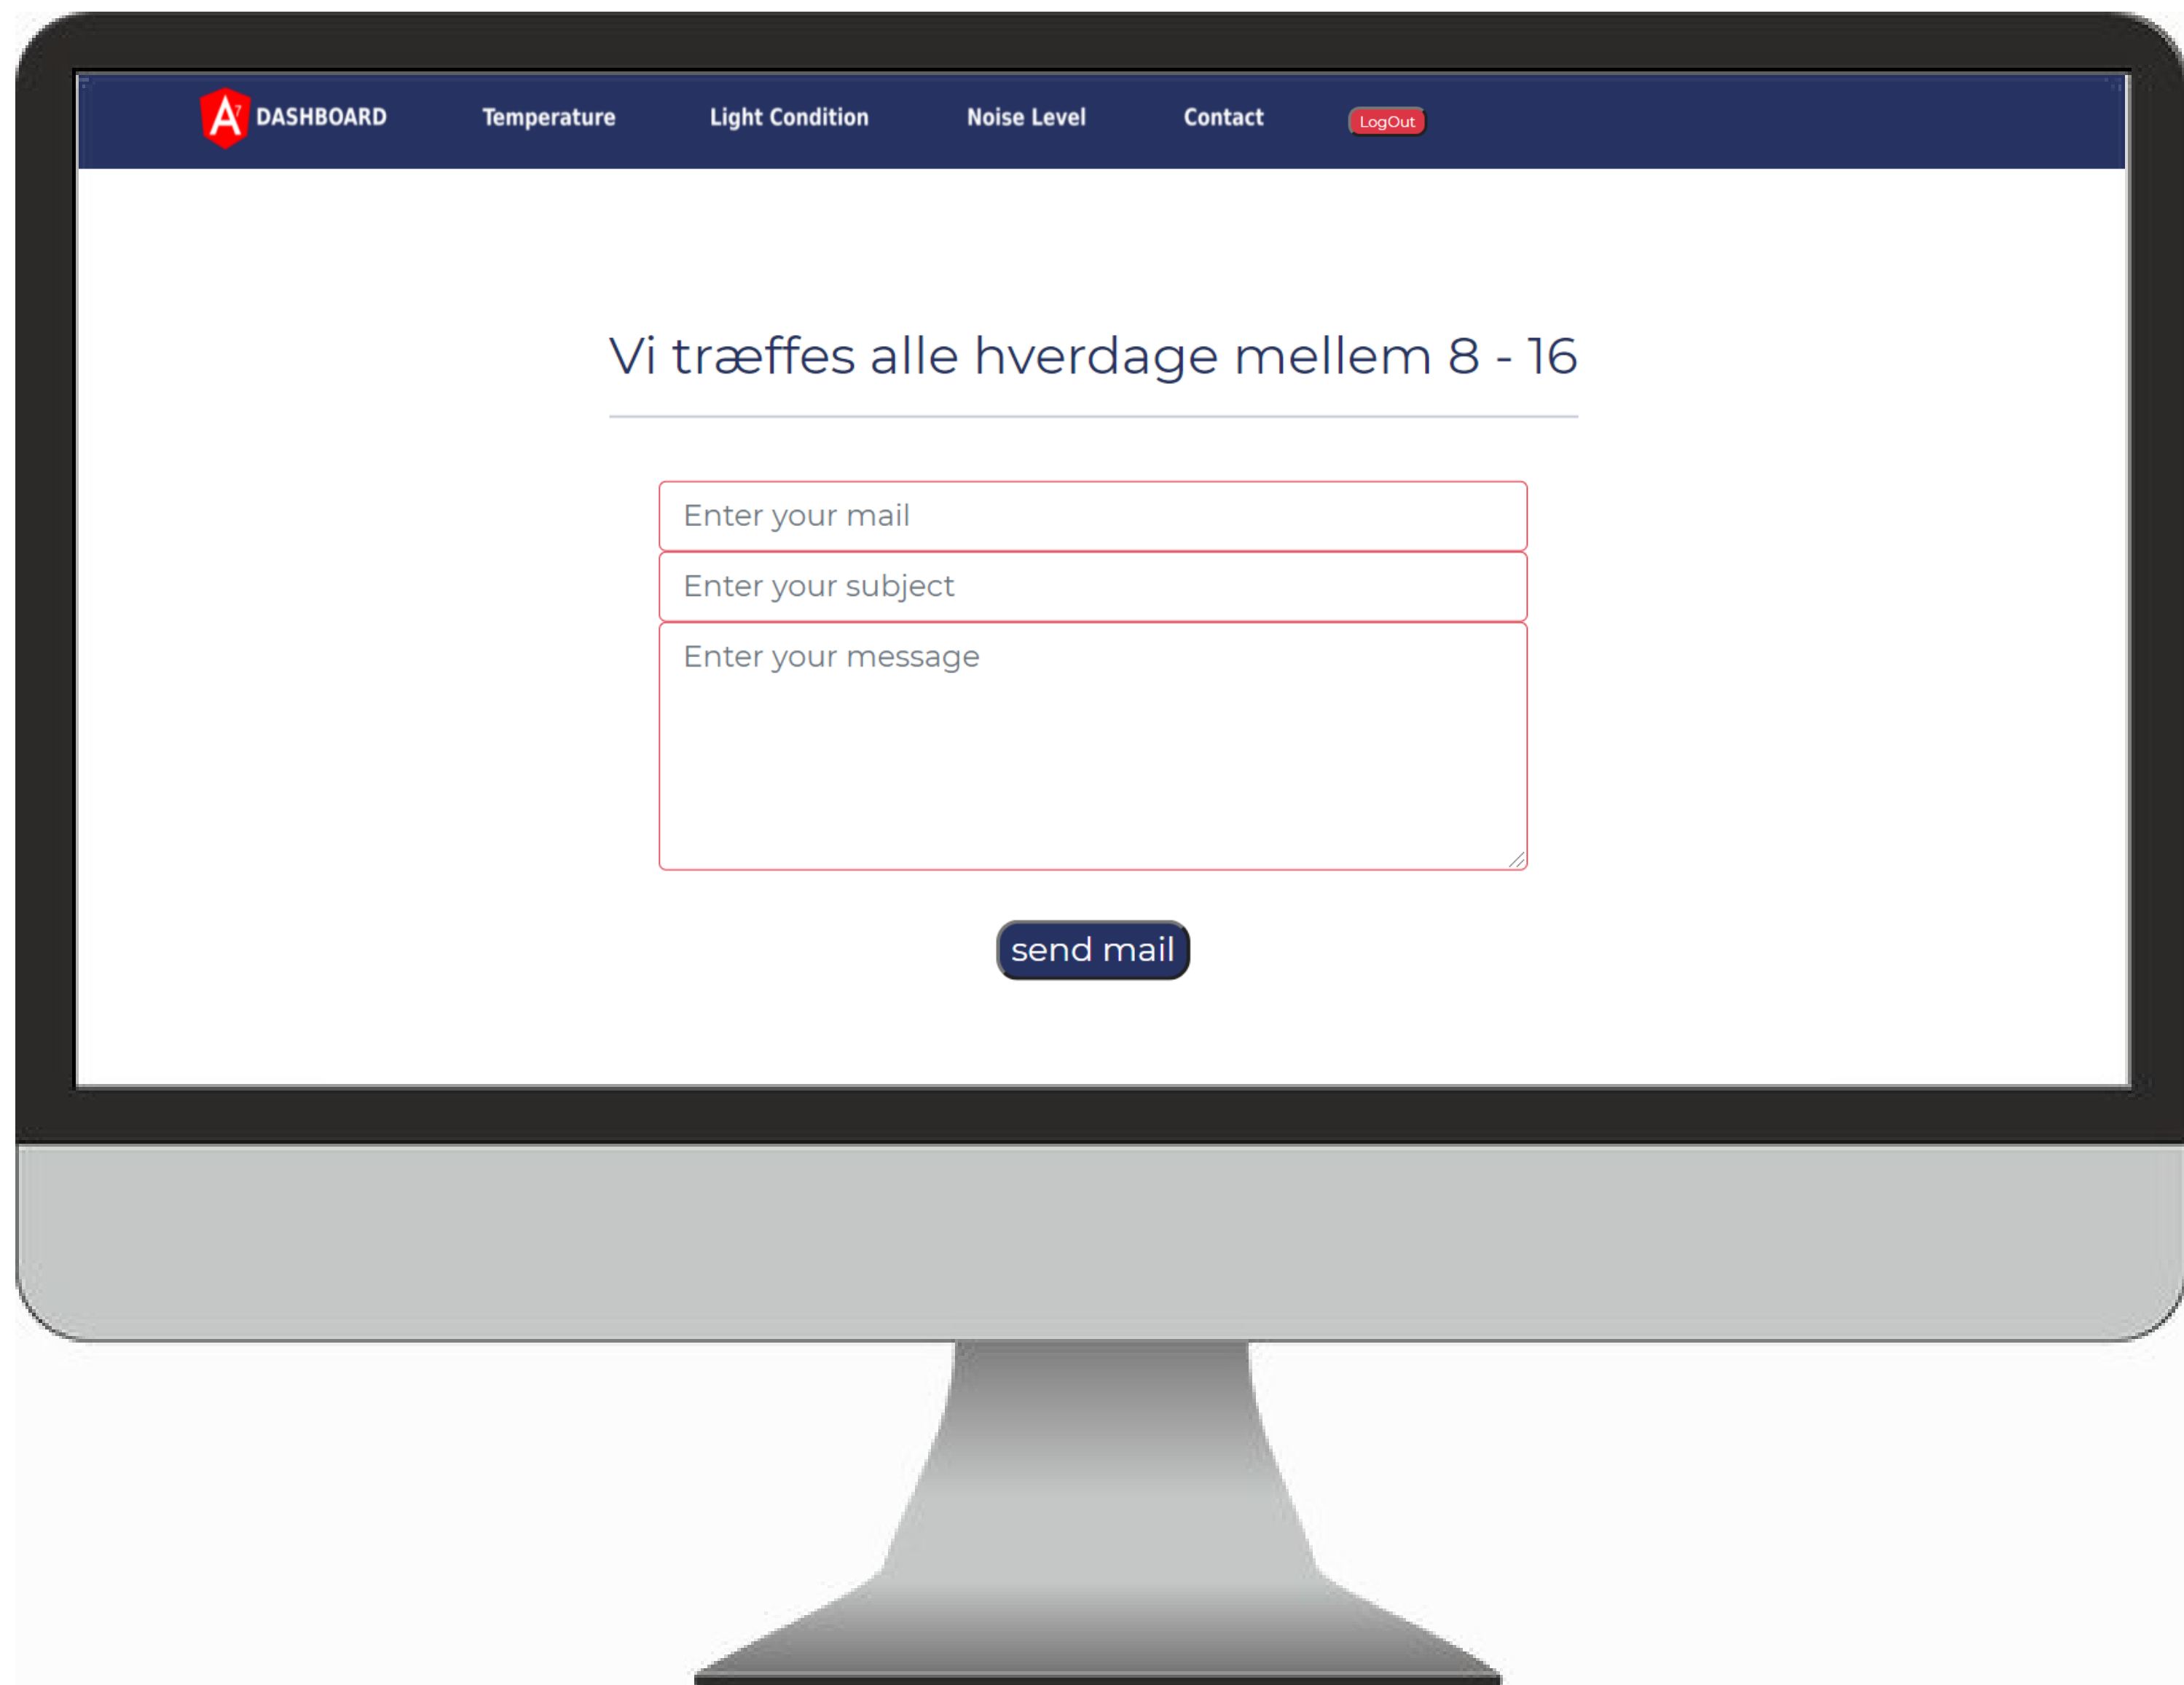 A7 DASHBOARD Temperature Light Condition Noise Level Contact LogOut
Vi træffes alle hverdage mellem 8 - 16
Enter your mail
Enter your subject
Enter your message
send mail